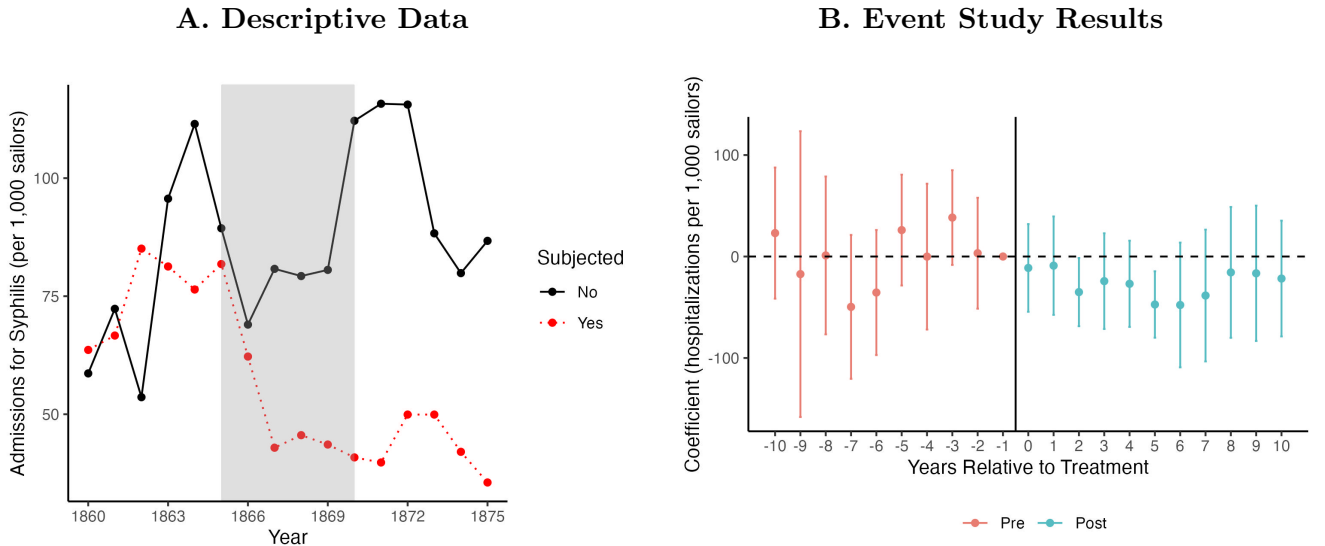 A. Descriptive Data
Admissions for Syphilis (per 1,000 sailors)
100
75
50
1860 1863 1866 1869 1872 1875
Year
Subjected
No
Yes
B. Event Study Results
Coefficient (hospitalizations per 1,000 sailors)
100
0
-100
-10 -9 -8 -7 -6 -5 -4 -3 -2 -1 0 1 2 3 4 5 6 7 8 9 10
Years Relative to Treatment
Pre Post